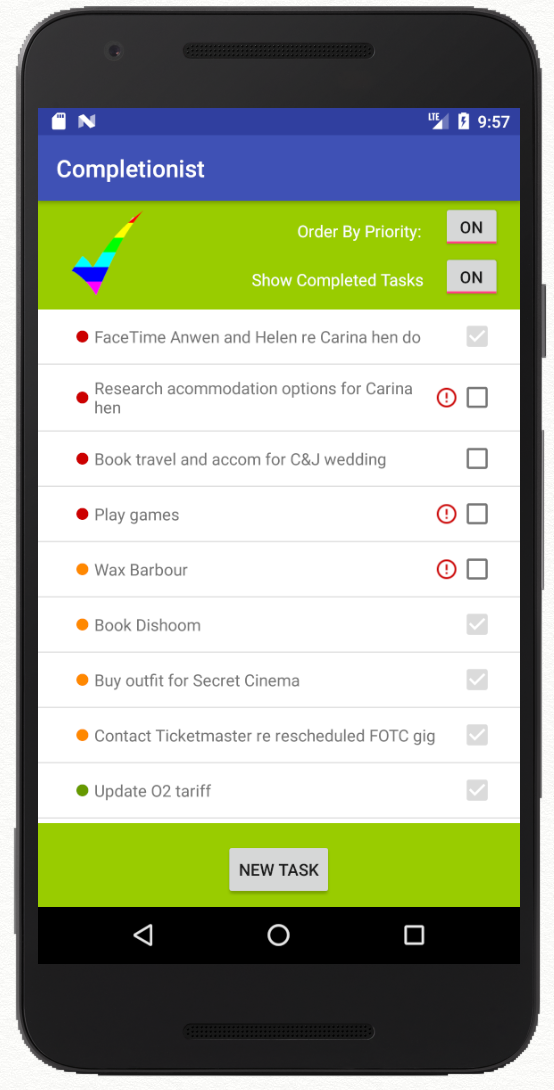 LTE 9:57
Completionist
Order By Priority: ON
Show Completed Tasks ON
FaceTime Anwen and Helen re Carina hen do
Research acommodation options for Carina
hen
Book travel and accom for C&J wedding
Play games
Wax Barbour
Book Dishoom
Buy outfit for Secret Cinema
Contact Ticketmaster re rescheduled FOTC gig
Update O2 tariff
NEW TASK